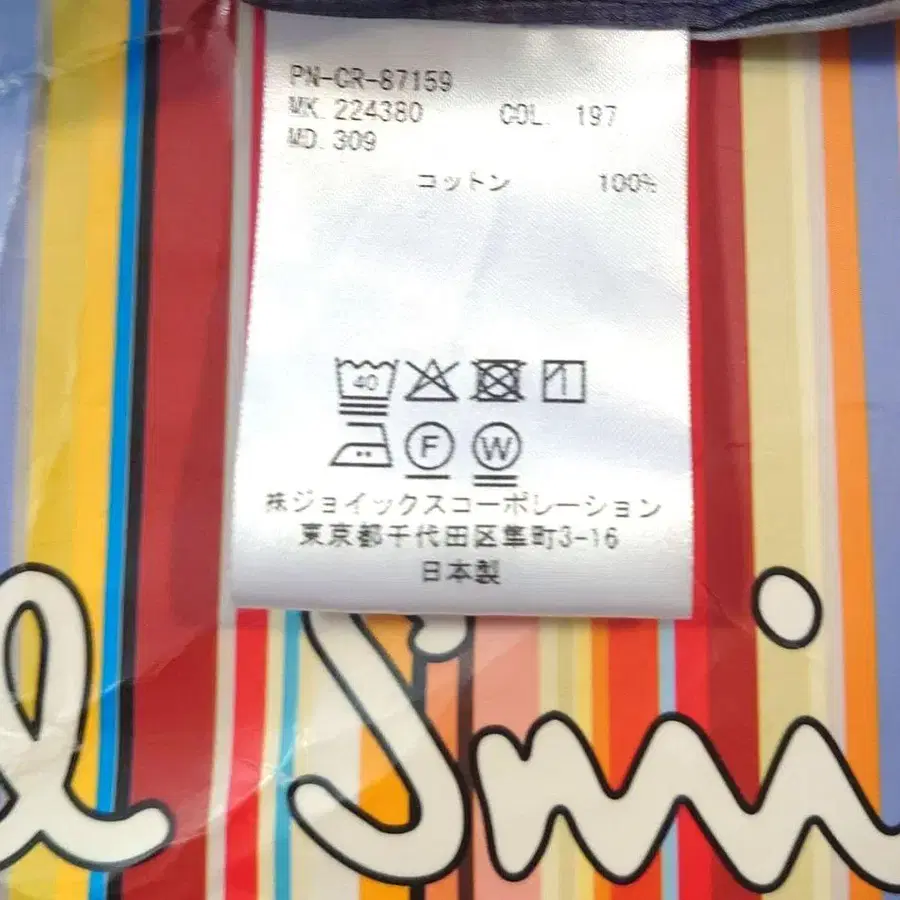 PN-CR-87159
MK. 224380 COL. 197
MD. 309
コットン 100%
40
F W
株ジョイックスコーポレーション
東京都千代田区隼町3-16
日本製
l Smi